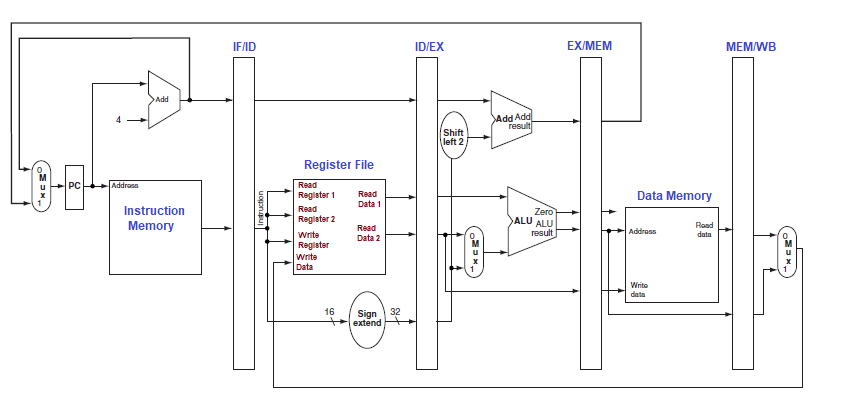 IF/ID
ID/EX
EX/MEM
MEM/WB
Add
4
Shift
left 2
Add Add
result
0
M
u
x
1
PC
Address
Instruction
Memory
Instruction
Register File
Read
Register 1
Read
Register 2
Write
Register
Write
Data
Read
Data 1
Read
Data 2
16
Sign
extend
32
0
M
u
x
1
Zero
ALU
ALU
result
Data Memory
Address
Read
data
Write
data
0
M
u
x
1